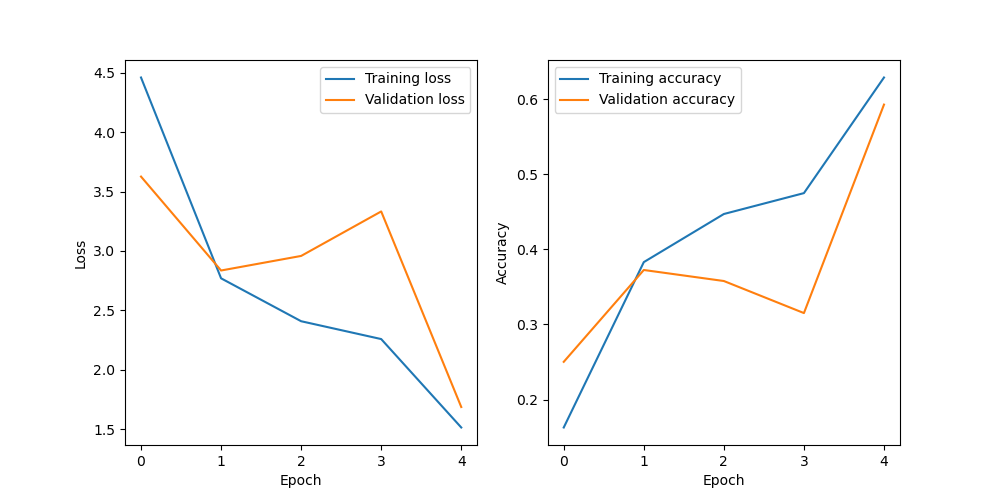 4.5
4.0
3.5
3.0
2.5
2.0
1.5
Loss
0
1
2
3
4
Epoch
Training loss
Validation loss
0.6
0.5
0.4
0.3
0.2
Accuracy
0
1
2
3
4
Epoch
Training accuracy
Validation accuracy